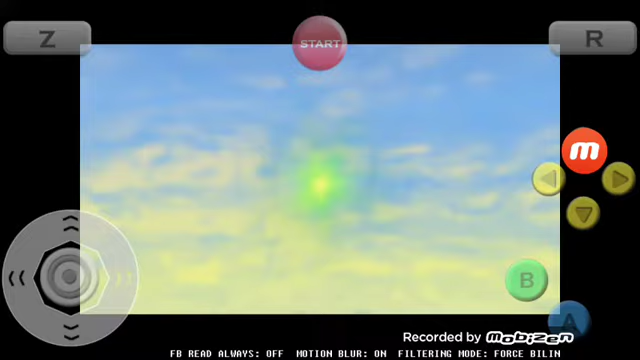 Z
START
R
m
B
A
Recorded by mobizen
FB READ ALWAYS: OFF MOTION BLUR: ON FILTERING MODE: FORCE BILIN